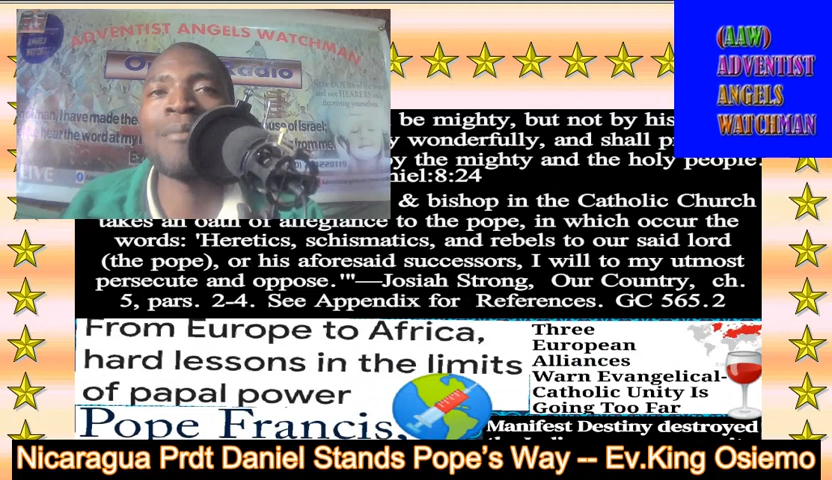 ADVENTIST ANGELS WATCHMAN
Radio
LIVE
(AAW)
ADVENTIST
ANGELS
WATCHMAN
be mighty, but not by his
wonderfully, and shall
by the mighty and the holy people.
8:24
& bishop in the Catholic Church
takes an oath of allegiance to the pope, in which occur the
words: 'Heretics, schismatics, and rebels to our said lord
(the pope), or his aforesaid successors, I will to my utmost
persecute and oppose.'"—Josiah Strong, Our Country, ch.
5, pars. 2-4. See Appendix for References. GC 565.2
From Europe to Africa,
hard lessons in the limits
of papal power
Pope Francis,
Three
European
Alliances
Warn Evangelical-
Catholic Unity Is
Going Too Far
Manifest Destiny destroyed
Nicaragua Prdt Daniel Stands Pope's Way -- Ev.King Osiemo